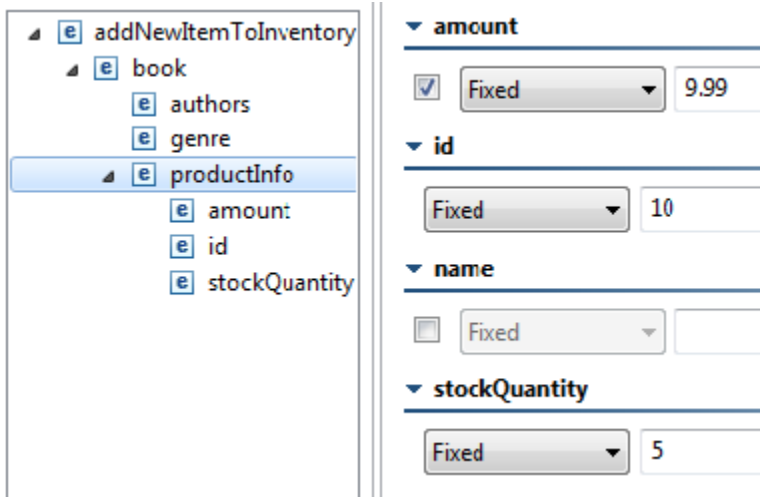 addNewItemToInventory
book
authors
genre
productInfo
amount
id
stockQuantity
amount
Fixed 9.99
id
Fixed 10
name
Fixed
stockQuantity
Fixed 5